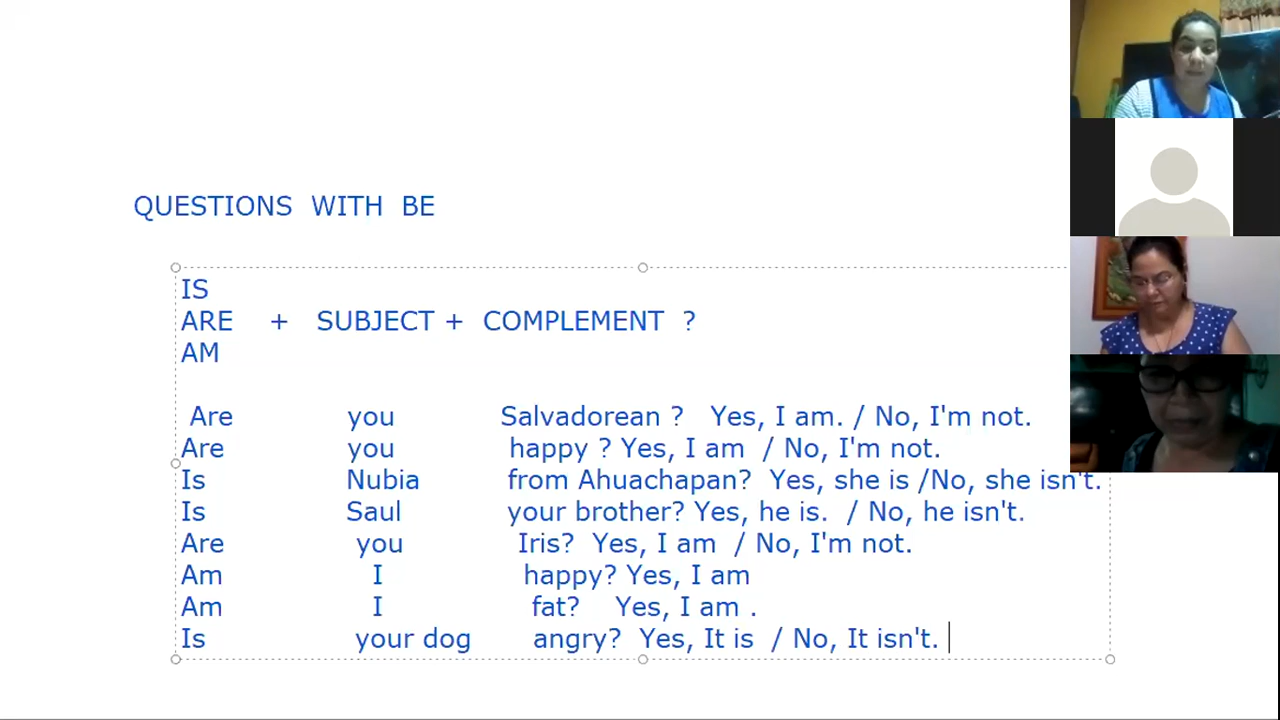 QUESTIONS WITH BE
IS
ARE + SUBJECT + COMPLEMENT ?
AM
Are you Salvadorean ? Yes, I am. / No, I'm not.
Are you happy ? Yes, I am / No, I'm not.
Is Nubia from Ahuachapan? Yes, she is /No, she isn't.
Is Saul your brother? Yes, he is. / No, he isn't.
Are you Iris? Yes, I am / No, I'm not.
Am I happy? Yes, I am
Am I fat? Yes, I am .
Is your dog angry? Yes, It is / No, It isn't.